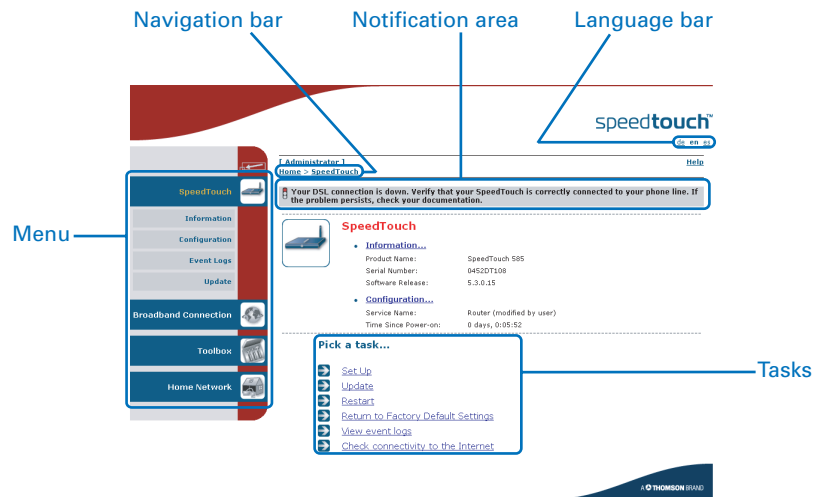 Navigation bar
Notification area
Language bar
speedtouch™
de en es
[ Administrator ]
Help
Home > SpeedTouch
SpeedTouch
Your DSL connection is down. Verify that your SpeedTouch is correctly connected to your phone line. If
the problem persists, check your documentation.
Information
Configuration
Event Logs
Update
Menu
Broadband Connection
Toolbox
Home Network
SpeedTouch
Information...
Product Name: SpeedTouch 585
Serial Number: 0452DT108
Software Release: 5.3.0.15
Configuration...
Service Name: Router (modified by user)
Time Since Power-on: 0 days, 0:05:52
Pick a task...
Set Up
Update
Restart
Return to Factory Default Settings
View event logs
Check connectivity to the Internet
Tasks
A THOMSON BRAND